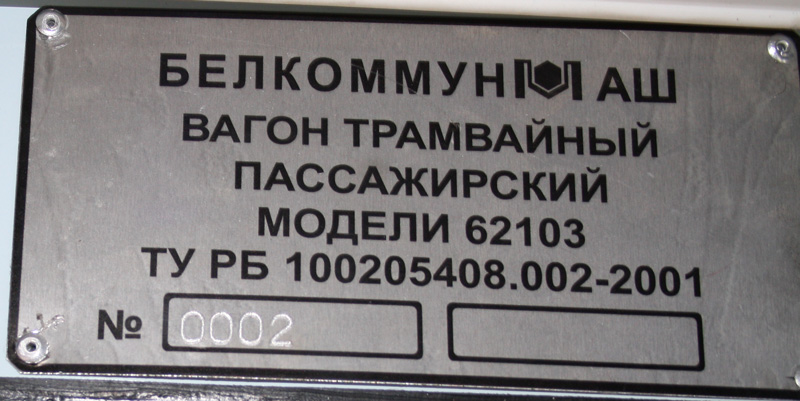 БЕЛКОММУНМАШ
ВАГОН ТРАМВАЙНЫЙ
ПАССАЖИРСКИЙ
МОДЕЛИ 62103
ТУ РБ 100205408.002-2001
№ 0002